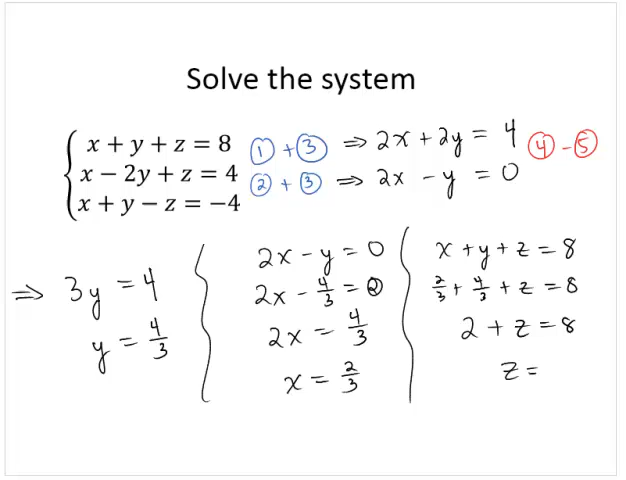 Solve the system
x + y + z = 8 ① + ③ ⇒ 2x + 2y = 4 ④ - ⑤
x − 2y + z = 4 ② + ③ ⇒ 2x - y = 0
x + y − z = −4
⇒ 3y = 4
y = 4/3
2x - y = 0
2x - 4/3 = 0
2x = 4/3
x = 2/3
x + y + z = 8
2/3 + 4/3 + z = 8
2 + z = 8
z =